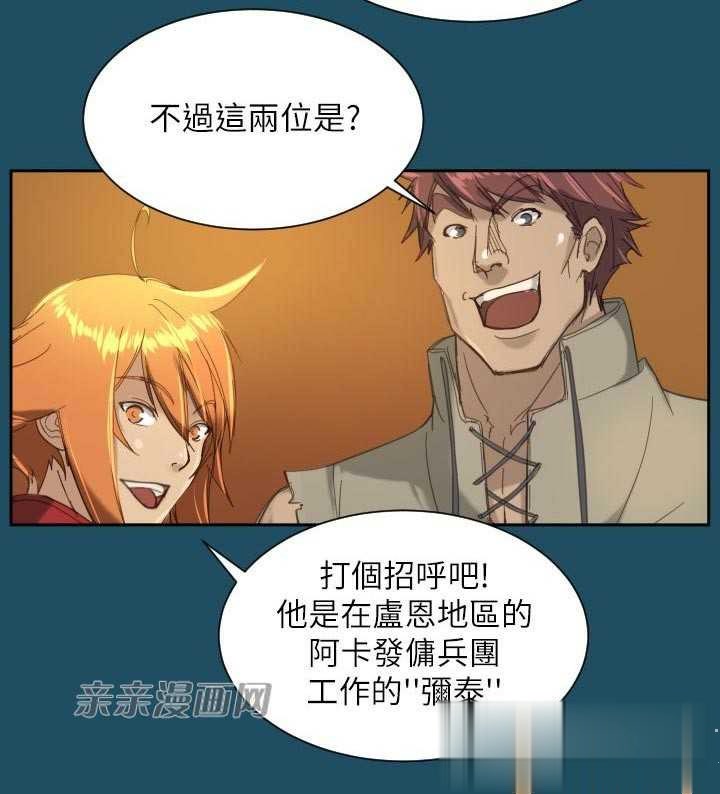 不過這兩位是?
打個招呼吧!
他是在盧恩地區的
阿卡發傭兵團
工作的"彌泰"
亲亲漫画网